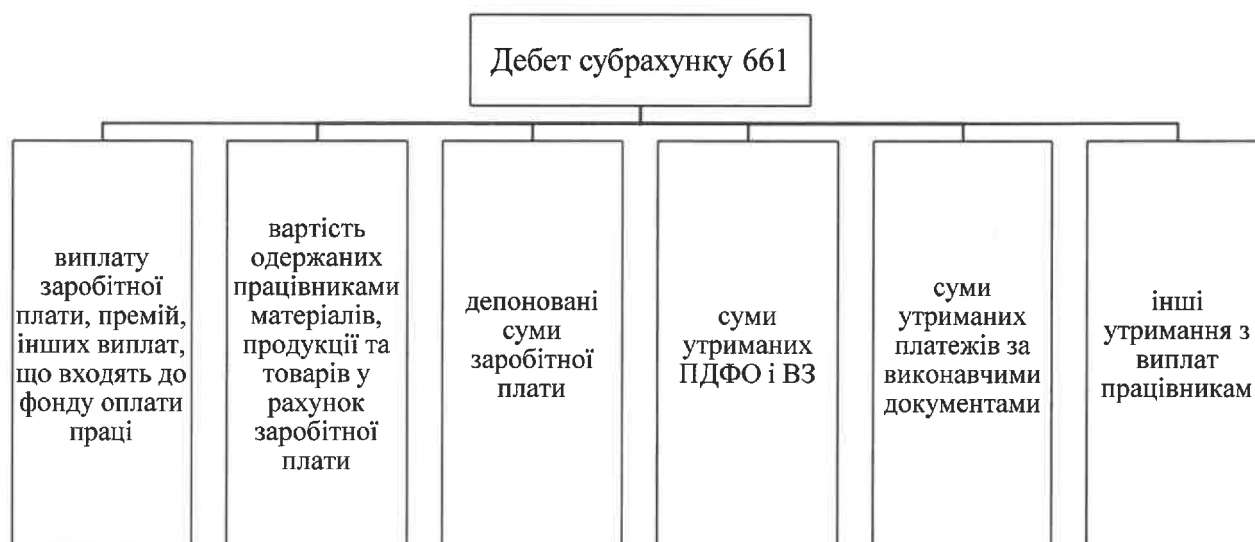 Дебет субрахунку 661
виплату
заробітної
плати, премій,
інших виплат,
що входять до
фонду оплати
праці
вартість
одержаних
працівниками
матеріалів,
продукції та
товарів у
рахунок
заробітної
плати
депоновані
суми
заробітної
плати
суми
утриманих
ПДФО і ВЗ
суми
утриманих
платежів за
виконавчими
документами
інші
утримання з
виплат
працівникам